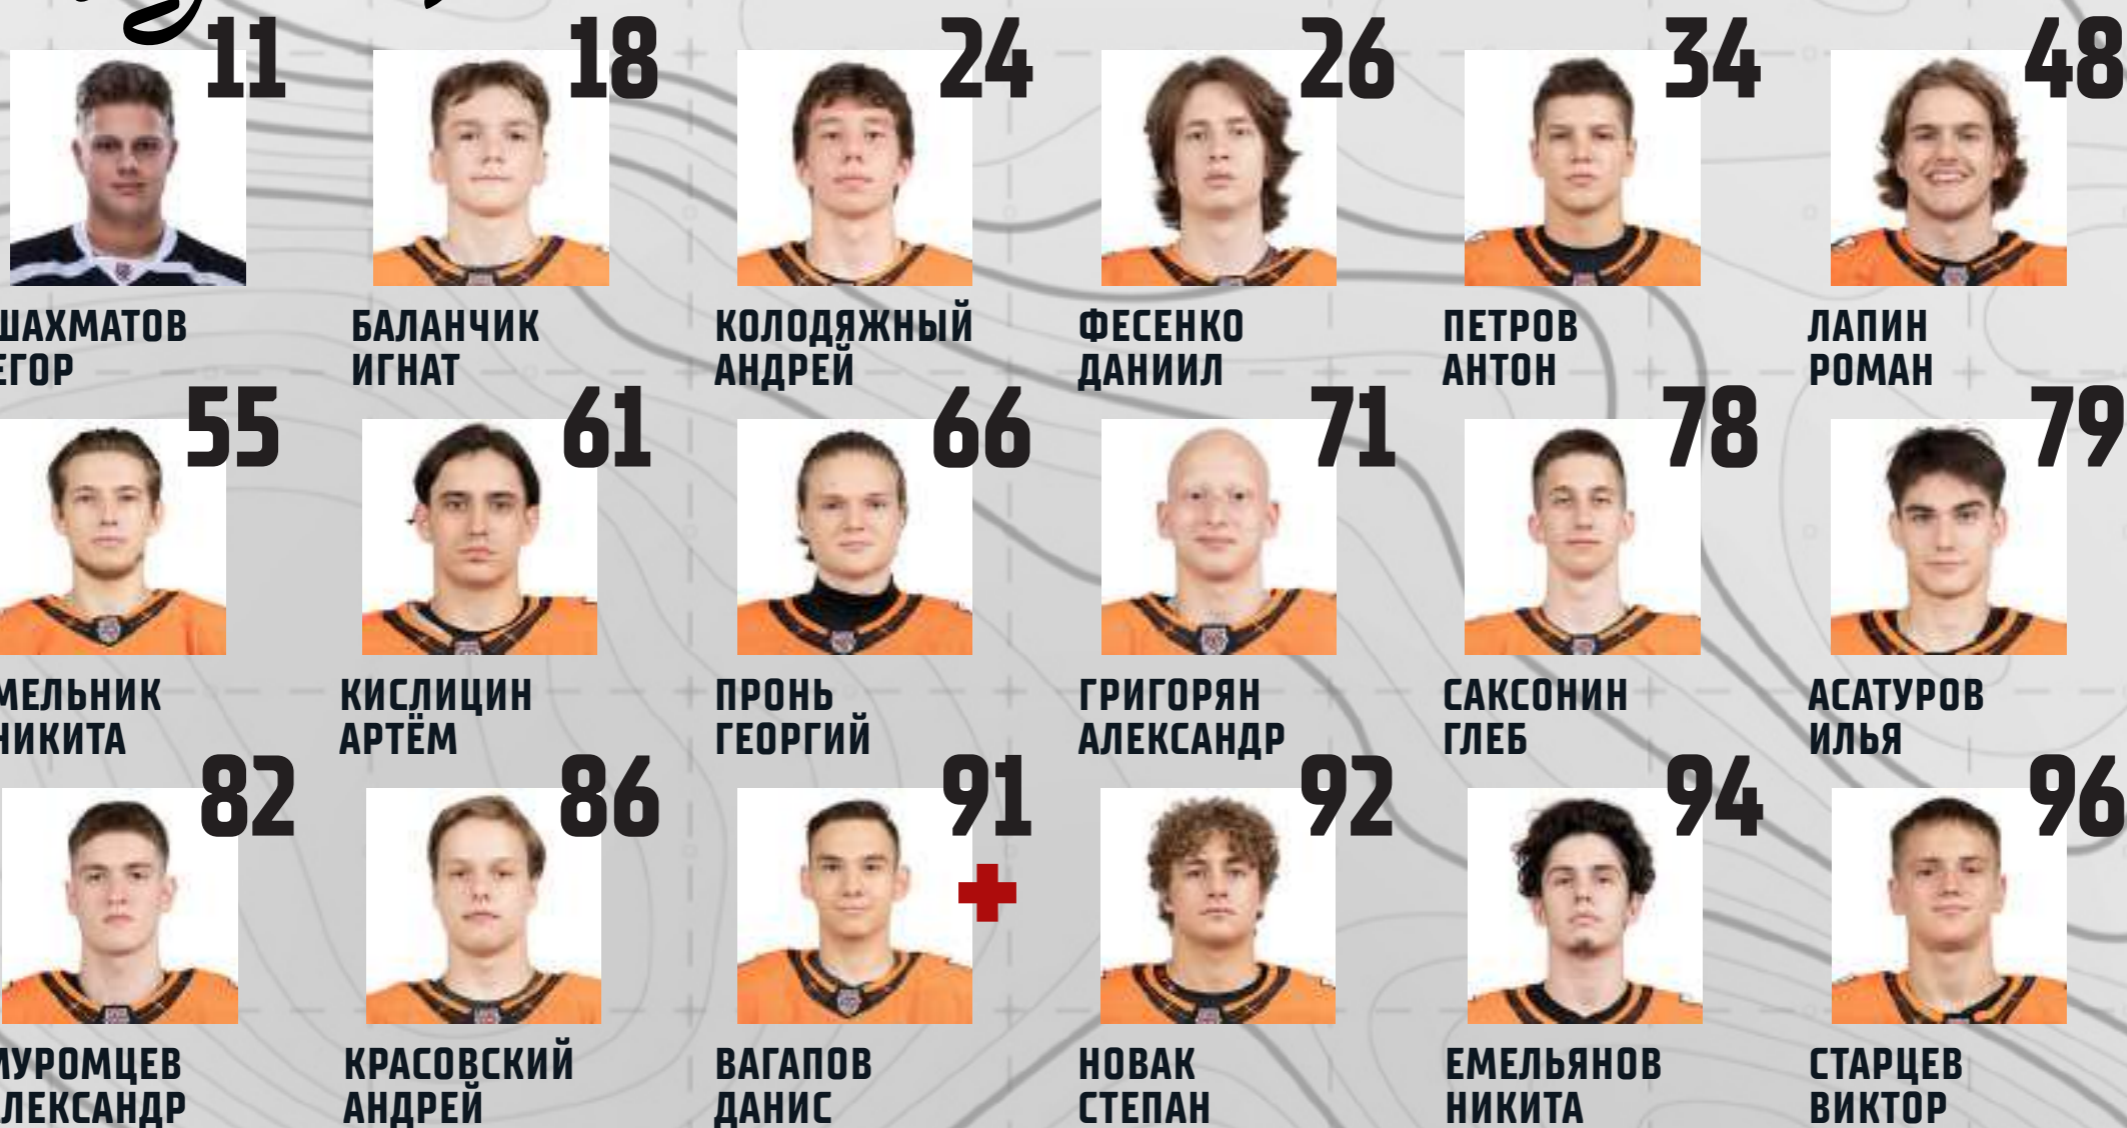 11 18 24 26 34 48
ШАХМАТОВ БАЛАНЧИК КОЛОДЯЖНЫЙ ФЕСЕНКО ПЕТРОВ ЛАПИН
ЕГОР ИГНАТ АНДРЕЙ ДАНИИЛ АНТОН РОМАН
55 61 66 71 78 79
МЕЛЬНИК КИСЛИЦИН ПРОНЬ ГРИГОРЯН САКСОНИН АСАТУРОВ
НИКИТА АРТЁМ ГЕОРГИЙ АЛЕКСАНДР ГЛЕБ ИЛЬЯ
82 86 91 92 94 96
МУРОМЦЕВ КРАСОВСКИЙ ВАГАПОВ НОВАК ЕМЕЛЬЯНОВ СТАРЦЕВ
ЛЕКСАНДР АНДРЕЙ ДАНИС СТЕПАН НИКИТА ВИКТОР